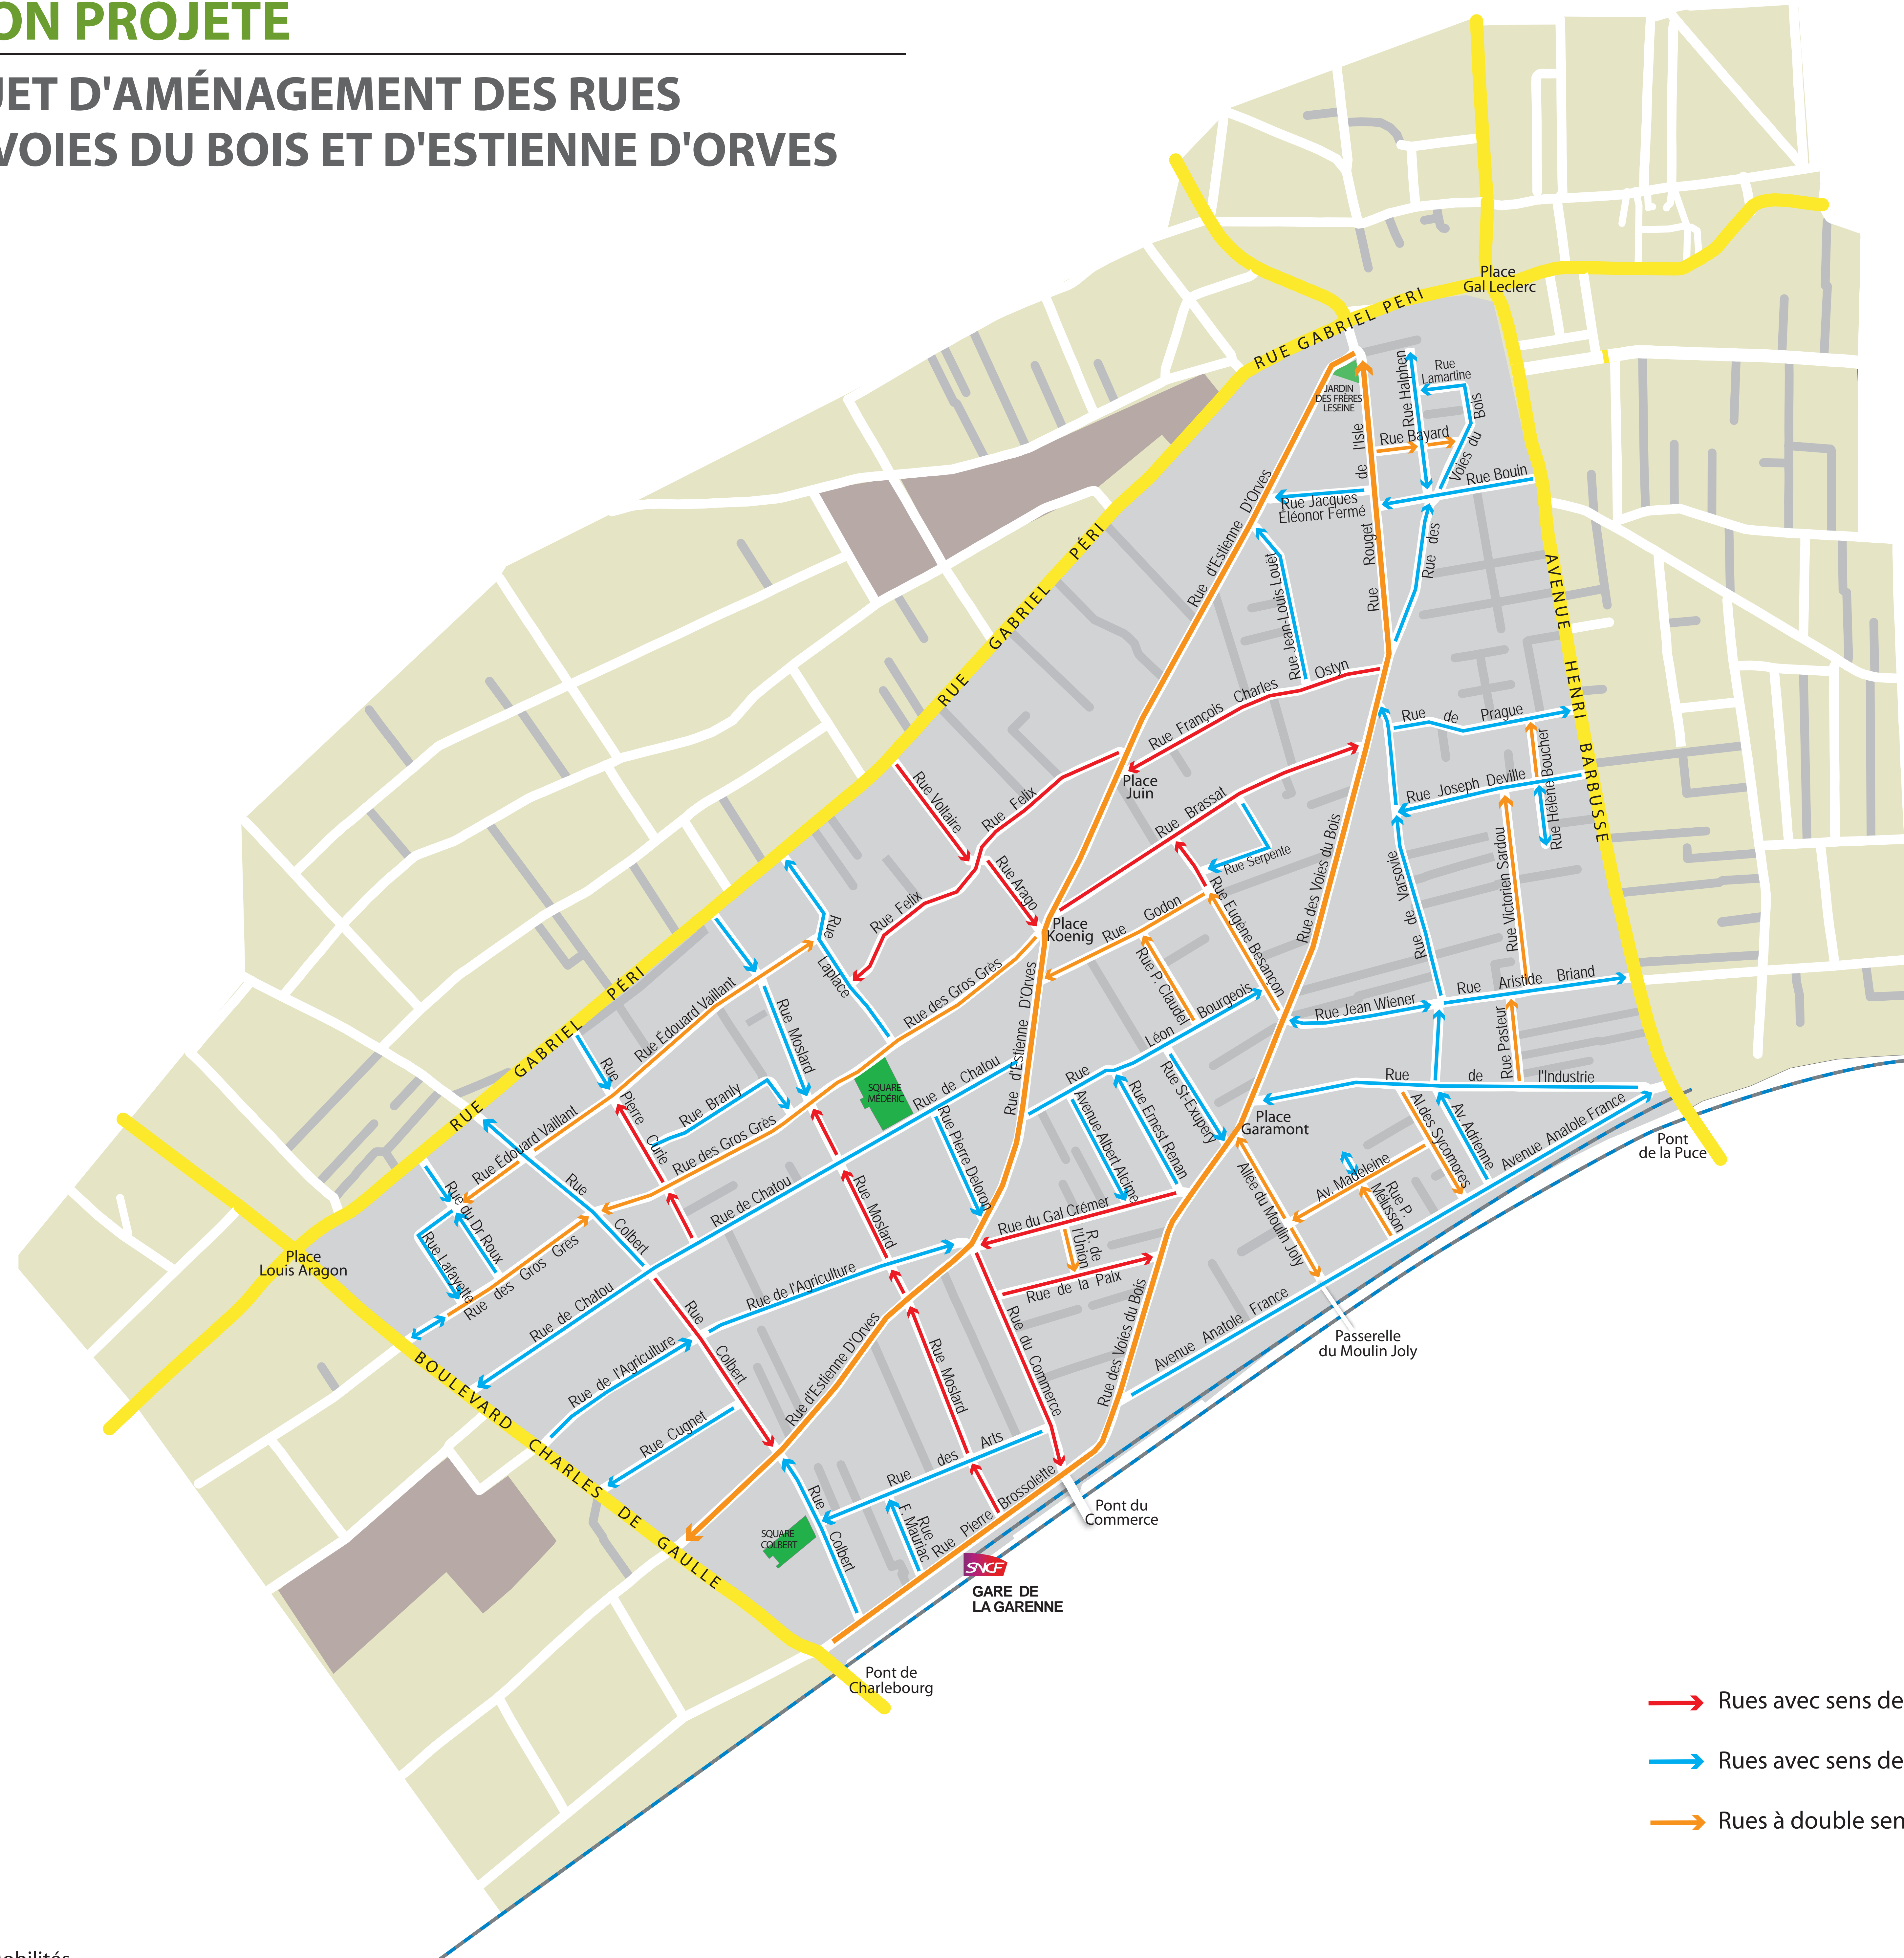 ON PROJETÉ
JET D'AMÉNAGEMENT DES RUES
VOIES DU BOIS ET D'ESTIENNE D'ORVES
Place
Gal Leclerc
RUE GABRIEL PERI
JARDIN
DES FRÈRES
LESEINE
Rue Halphen
Rue
Lamartine
Rue Bayard
Voies du Bois
Rue Bouin
Rue des
Rue Jacques
Eléonor Fermé
Rue Rouget de l'Isle
Rue d'Estienne D'Orves
Rue Jean-Louis Louët
RUE GABRIEL PÉRI
AVENUE HENRI BARBUSSE
Rue François Charles Ostyn
Rue de Prague
Rue Hélène Boucher
Rue Joseph Deville
Place
Juin
Rue Voltaire
Rue Felix
Rue Brassat
Rue Serpente
Rue Arago
Rue Felix
Rue des Voies du Bois
Rue de Varsovie
Rue Victorien Sardou
Place
Koenig
Rue Godon
Rue Eugène Besançon
Rue P. Claudel
Rue Laplace
Rue des Gros Grès
Rue d'Estienne D'Orves
Rue Aristide Briand
Rue Jean Wiener
Rue Pasteur
RUE GABRIEL PÉRI
Rue Édouard Vaillant
Rue Moslard
Rue Léon Bourgeois
Rue St-Exupery
Rue de l'Industrie
SQUARE
MÉDÉRIC
Rue de Chatou
Rue Pierre Curie
Rue Branly
Rue des Gros Grès
Rue Pierre Deloron
Avenue Albert Alcime
Rue Ernest Renan
Place
Garamont
Al.des Sycomores
Av. Adrienne
Avenue Anatole France
Pont
de la Puce
Rue Édouard Vaillant
Rue du Dr Roux
Rue Lafayette
Rue des Gros Grès
Rue Colbert
Rue de Chatou
Rue Moslard
Rue du Gal Crémer
R. de
l'Union
Rue de la Paix
Allée du Moulin Joly
Av. Madeleine
Rue P.
Mélusson
Place
Louis Aragon
Rue de Chatou
Rue de l'Agriculture
Rue Colbert
Rue de l'Agriculture
Rue d'Estienne D'Orves
Rue Moslard
Rue du Commerce
Rue des Voies du Bois
Avenue Anatole France
Passerelle
du Moulin Joly
BOULEVARD CHARLES DE GAULLE
Rue Cugnet
Rue des Arts
Rue Colbert
Rue
F. Mauriac
Rue Pierre Brossolette
SQUARE
COLBERT
Pont du
Commerce
SNCF
GARE DE
LA GARENNE
Pont de
Charlebourg
Rues avec sens de
Rues avec sens de
Rues à double sen